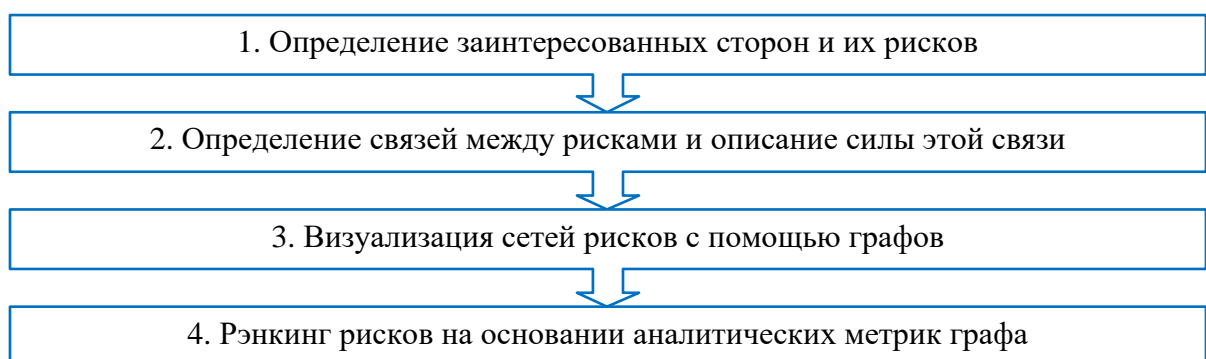 1. Определение заинтересованных сторон и их рисков
2. Определение связей между рисками и описание силы этой связи
3. Визуализация сетей рисков с помощью графов
4. Рэнкинг рисков на основании аналитических метрик графа